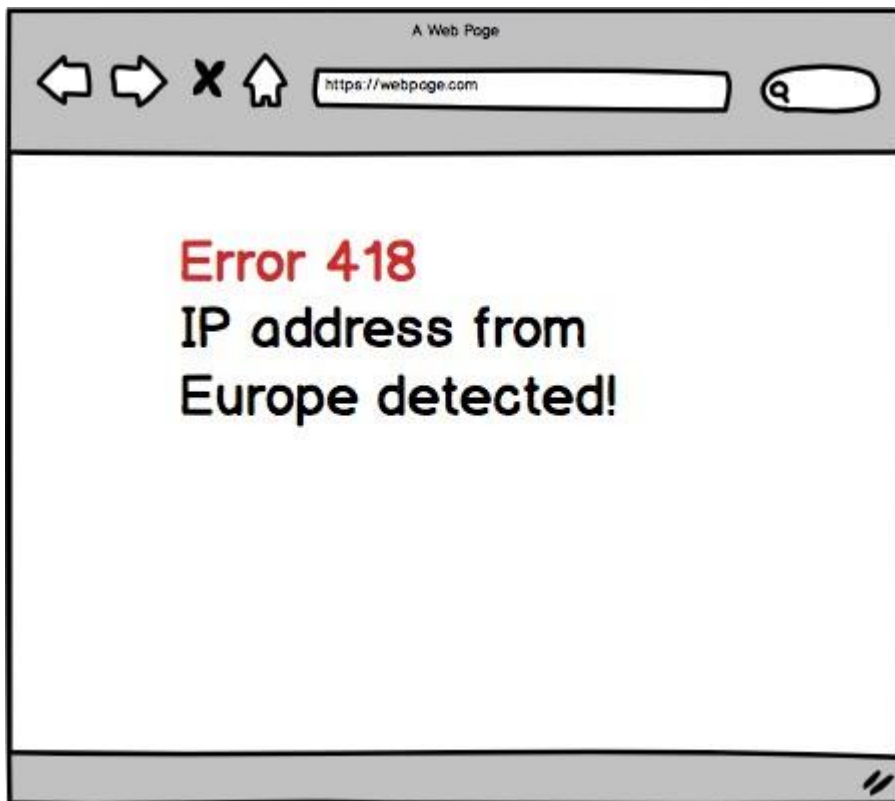 A Web Page
https://webpage.com
Error 418
IP address from
Europe detected!